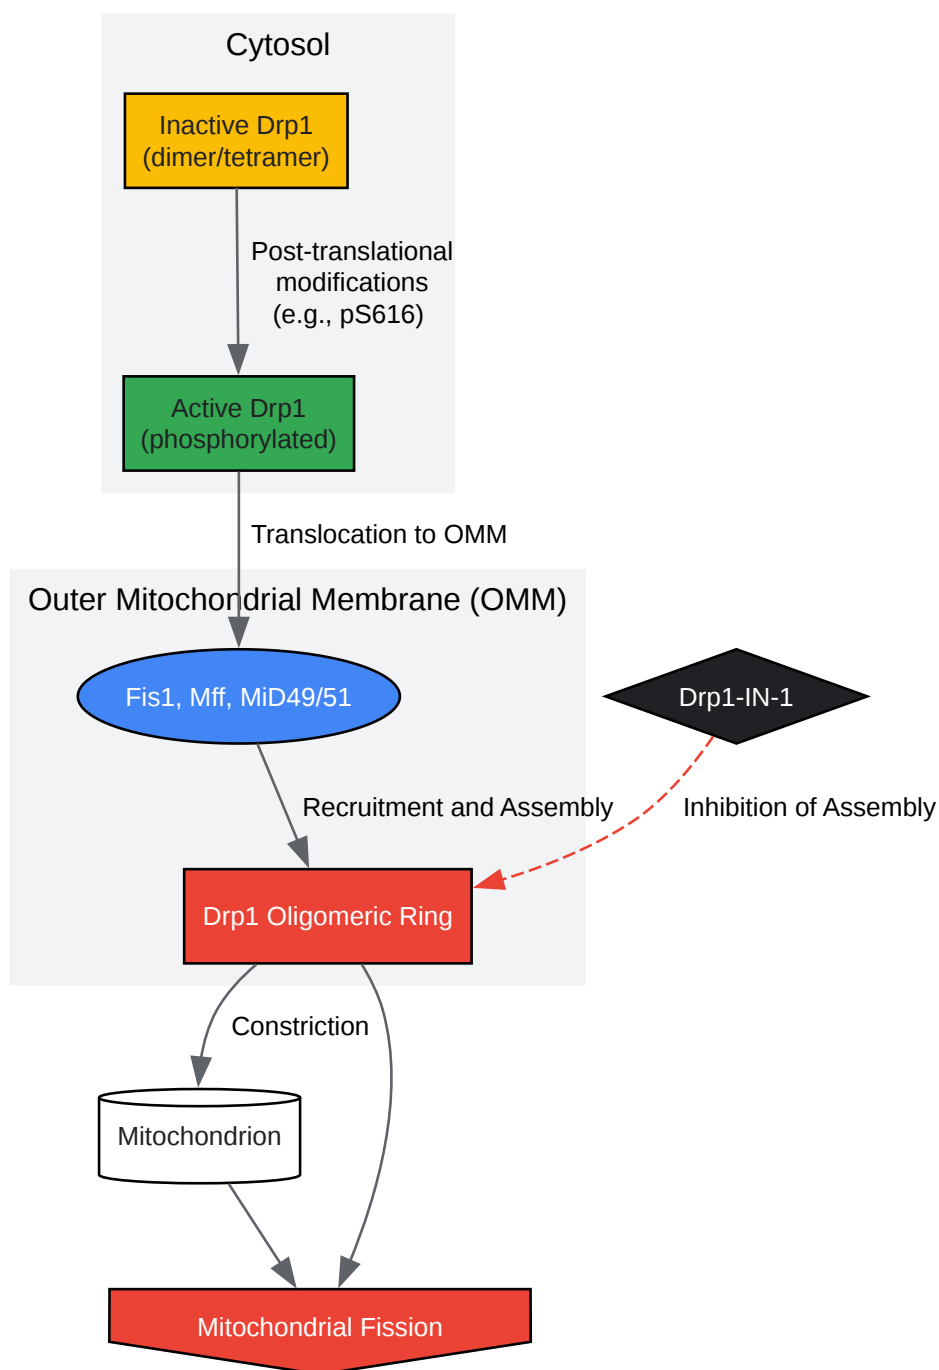 Cytosol
Inactive Drp1
(dimer/tetramer)
Post-translational
modifications
(e.g., pS616)
Active Drp1
(phosphorylated)
Translocation to OMM
Outer Mitochondrial Membrane (OMM)
Fis1, Mff, MiD49/51
Drp1-IN-1
Recruitment and Assembly
Inhibition of Assembly
Drp1 Oligomeric Ring
Constriction
Mitochondrion
Mitochondrial Fission